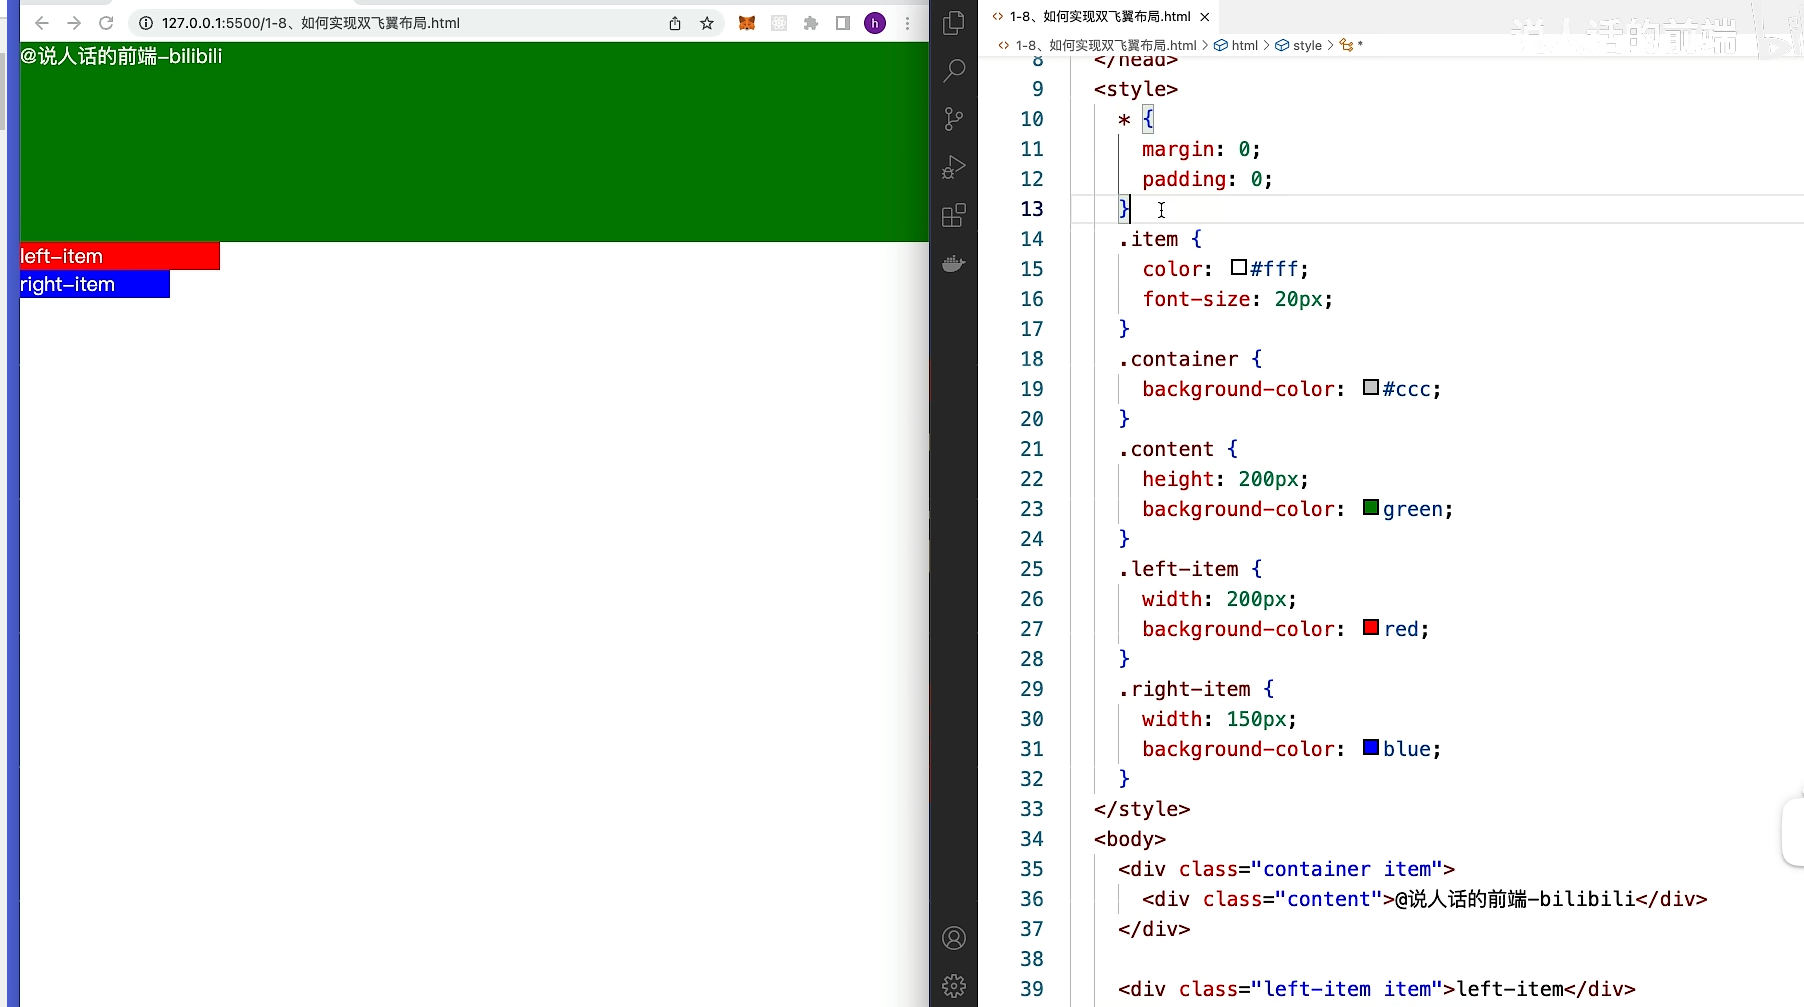 127.0.0.1:5500/1-8、如何实现双飞翼布局.html
h
@说人话的前端-bilibili
left-item
right-item
1-8、如何实现双飞翼布局.html
1-8、如何实现双飞翼布局.html > html > style > *
说人话的前端
8 </head>
9 <style>
10 * {
11 margin: 0;
12 padding: 0;
13 }
14 .item {
15 color: #fff;
16 font-size: 20px;
17 }
18 .container {
19 background-color: #ccc;
20 }
21 .content {
22 height: 200px;
23 background-color: green;
24 }
25 .left-item {
26 width: 200px;
27 background-color: red;
28 }
29 .right-item {
30 width: 150px;
31 background-color: blue;
32 }
33 </style>
34 <body>
35 <div class="container item">
36 <div class="content">@说人话的前端-bilibili</div>
37 </div>
38
39 <div class="left-item item">left-item</div>